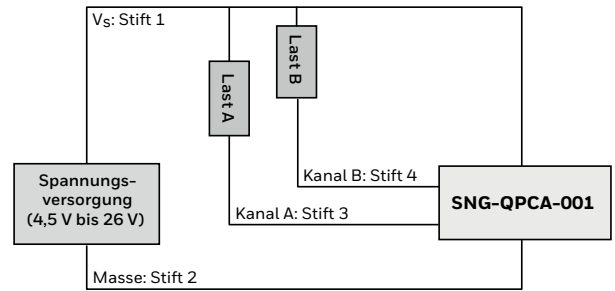 Vs: Stift 1
Last A
Last B
Kanal B: Stift 4
Spannungs-
versorgung
(4,5 V bis 26 V)
SNG-QPCA-001
Kanal A: Stift 3
Masse: Stift 2